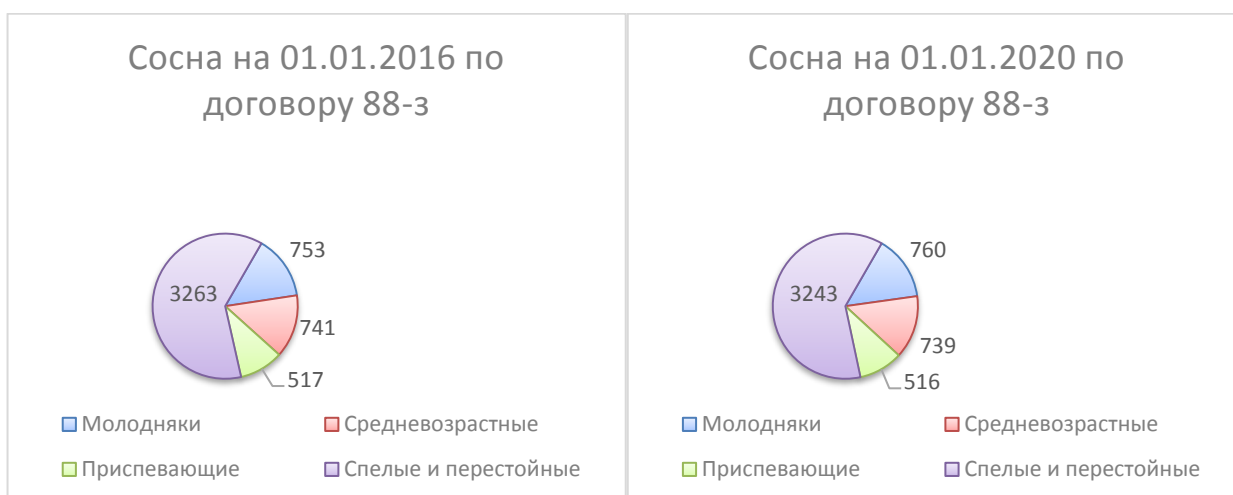 Сосна на 01.01.2016 по
договору 88-з
753
3263
741
517
Молодняки
Средневозрастные
Приспевающие
Спелые и перестойные
Сосна на 01.01.2020 по
договору 88-з
760
3243
739
516
Молодняки
Средневозрастные
Приспевающие
Спелые и перестойные